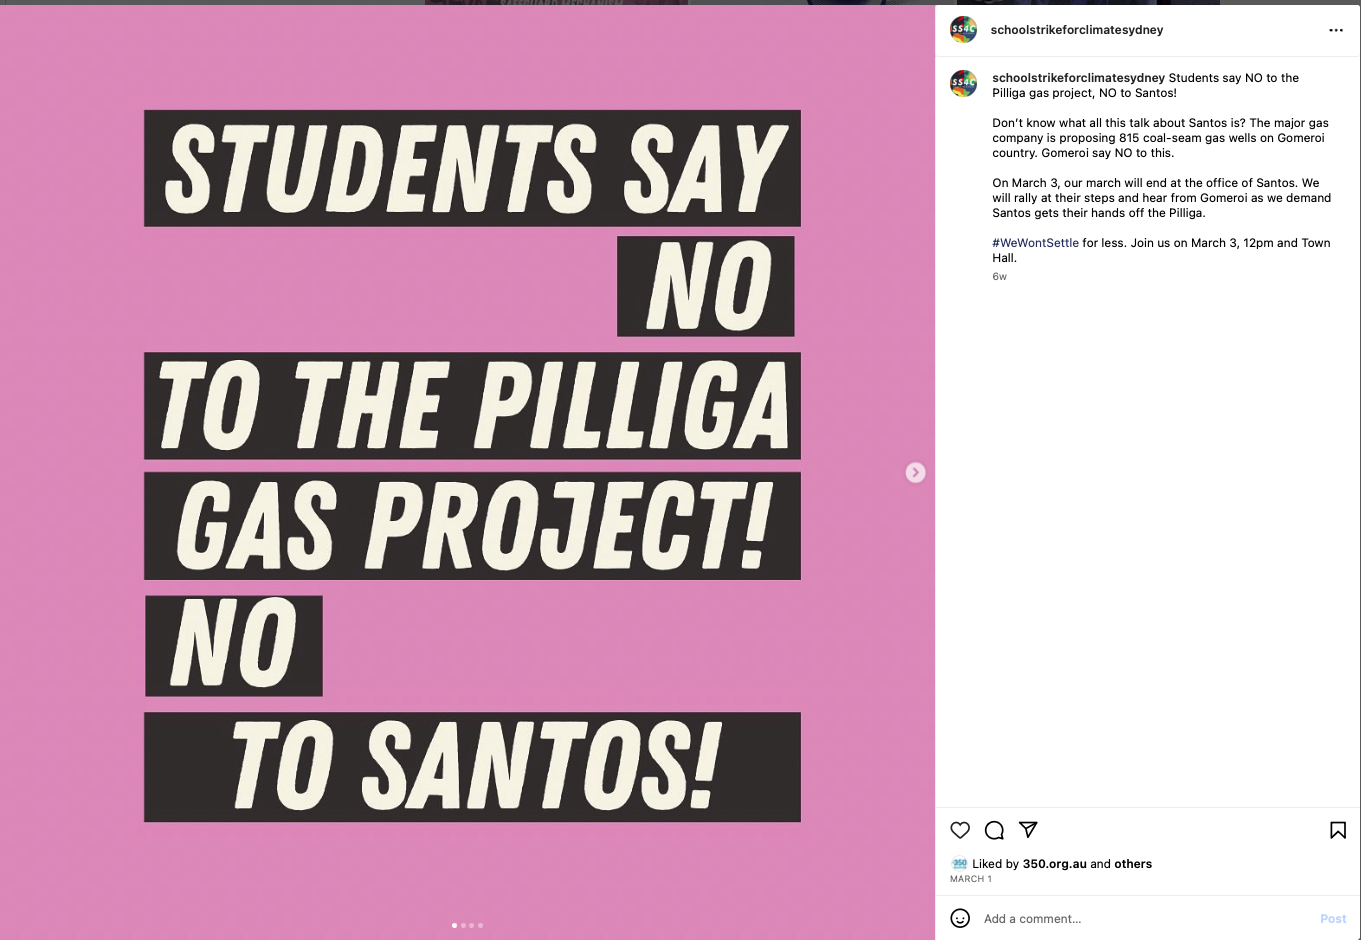 SAFEGUARD MECHANISM
STUDENTS SAY
NO
TO THE PILLIGA
GAS PROJECT!
NO
TO SANTOS!
SS4C
schoolstrikeforclimatesydney
SS4C
schoolstrikeforclimatesydney Students say NO to the
Pilliga gas project, NO to Santos!
Don't know what all this talk about Santos is? The major gas
company is proposing 815 coal-seam gas wells on Gomeroi
country. Gomeroi say NO to this.
On March 3, our march will end at the office of Santos. We
will rally at their steps and hear from Gomeroi as we demand
Santos gets their hands off the Pilliga.
#WeWontSettle for less. Join us on March 3, 12pm and Town
Hall.
6w
350 Liked by 350.org.au and others
MARCH 1
Add a comment... Post